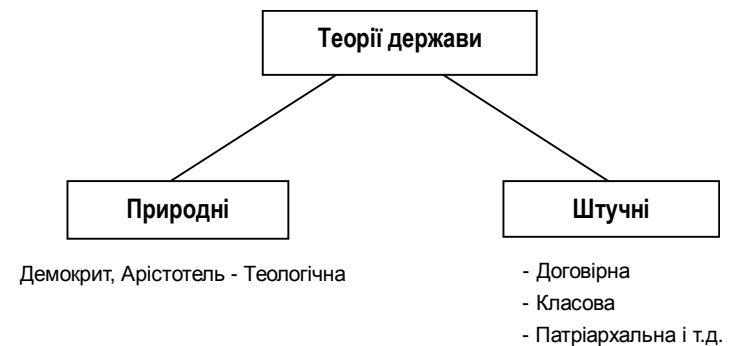 Теорії держави
Природні
Штучні
Демокрит, Арістотель - Теологічна
- Договірна
- Класова
- Патріархальна і т.д.